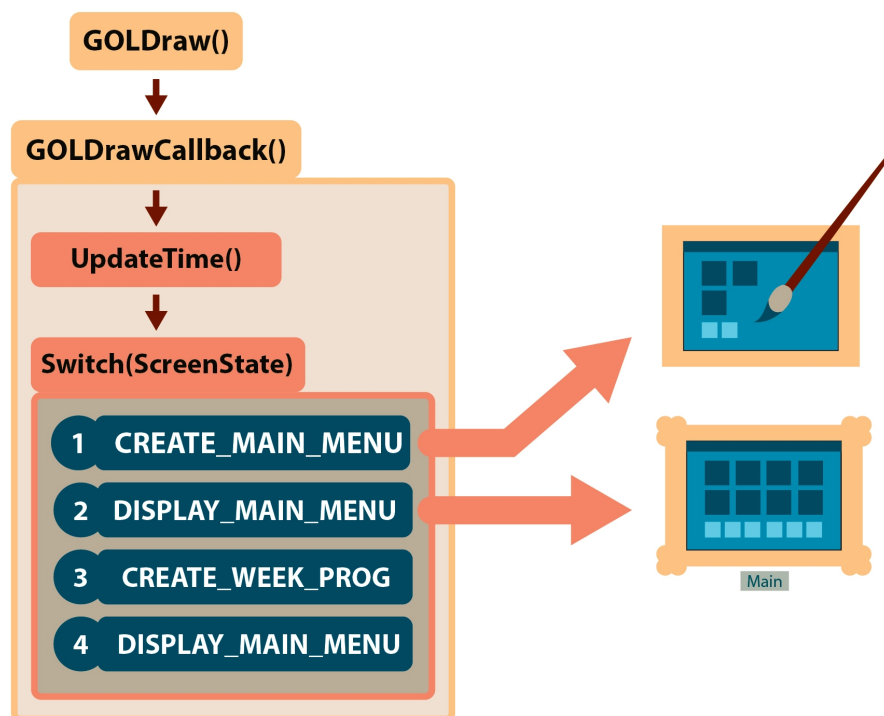 GOLDraw()
GOLDrawCallback()
UpdateTime()
Switch(ScreenState)
1 CREATE_MAIN_MENU
2 DISPLAY_MAIN_MENU
3 CREATE_WEEK_PROG
4 DISPLAY_MAIN_MENU
Main